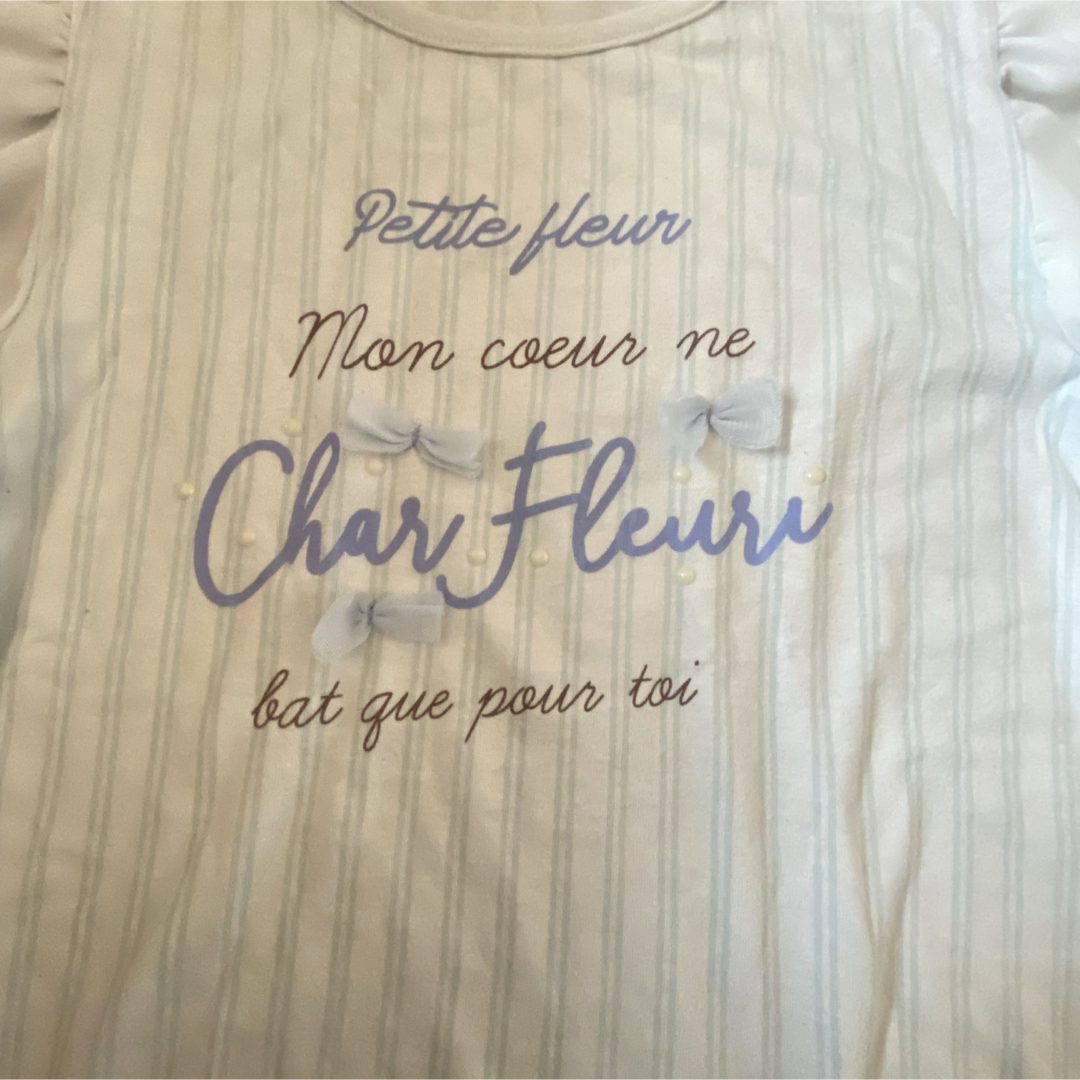 Petite fleur
Mon coeur ne
Char Fleuri
bat que pour toi